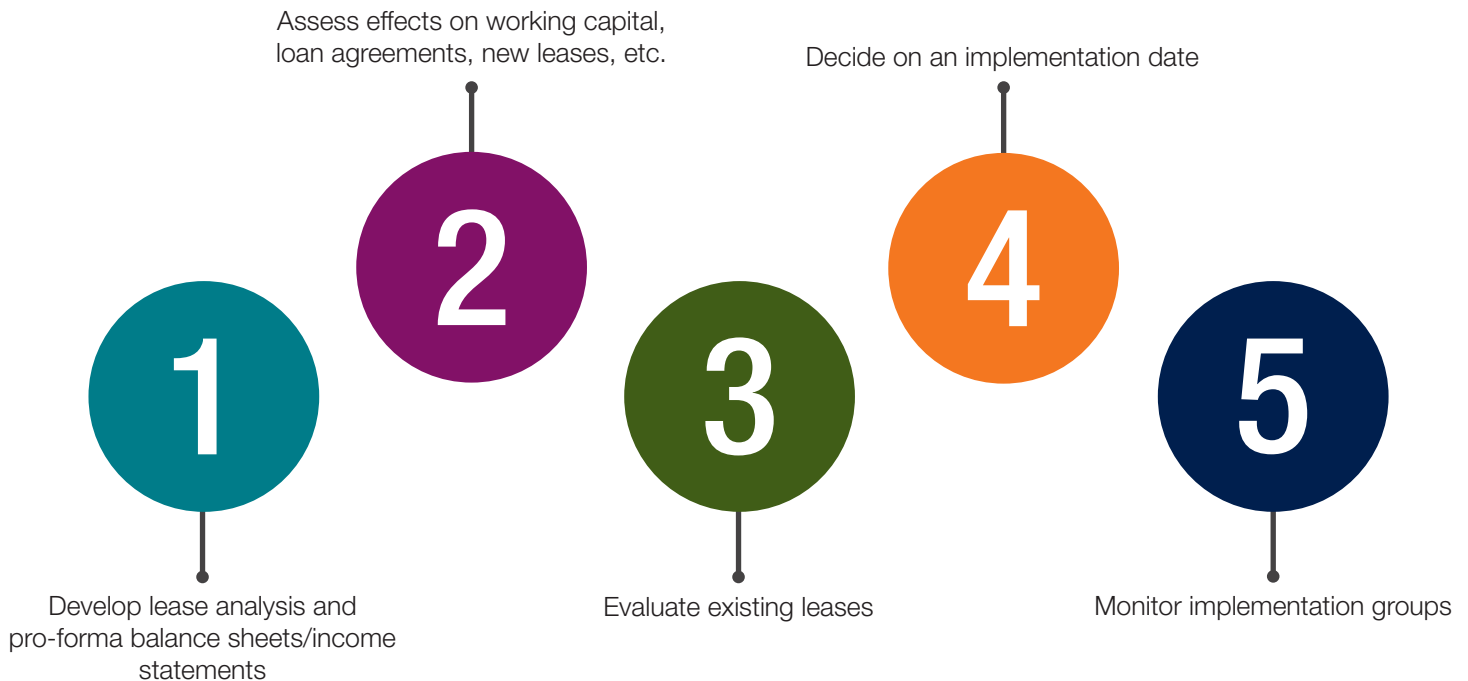 1
Develop lease analysis and
pro-forma balance sheets/income
statements
2
Assess effects on working capital,
loan agreements, new leases, etc.
3
Evaluate existing leases
4
Decide on an implementation date
5
Monitor implementation groups